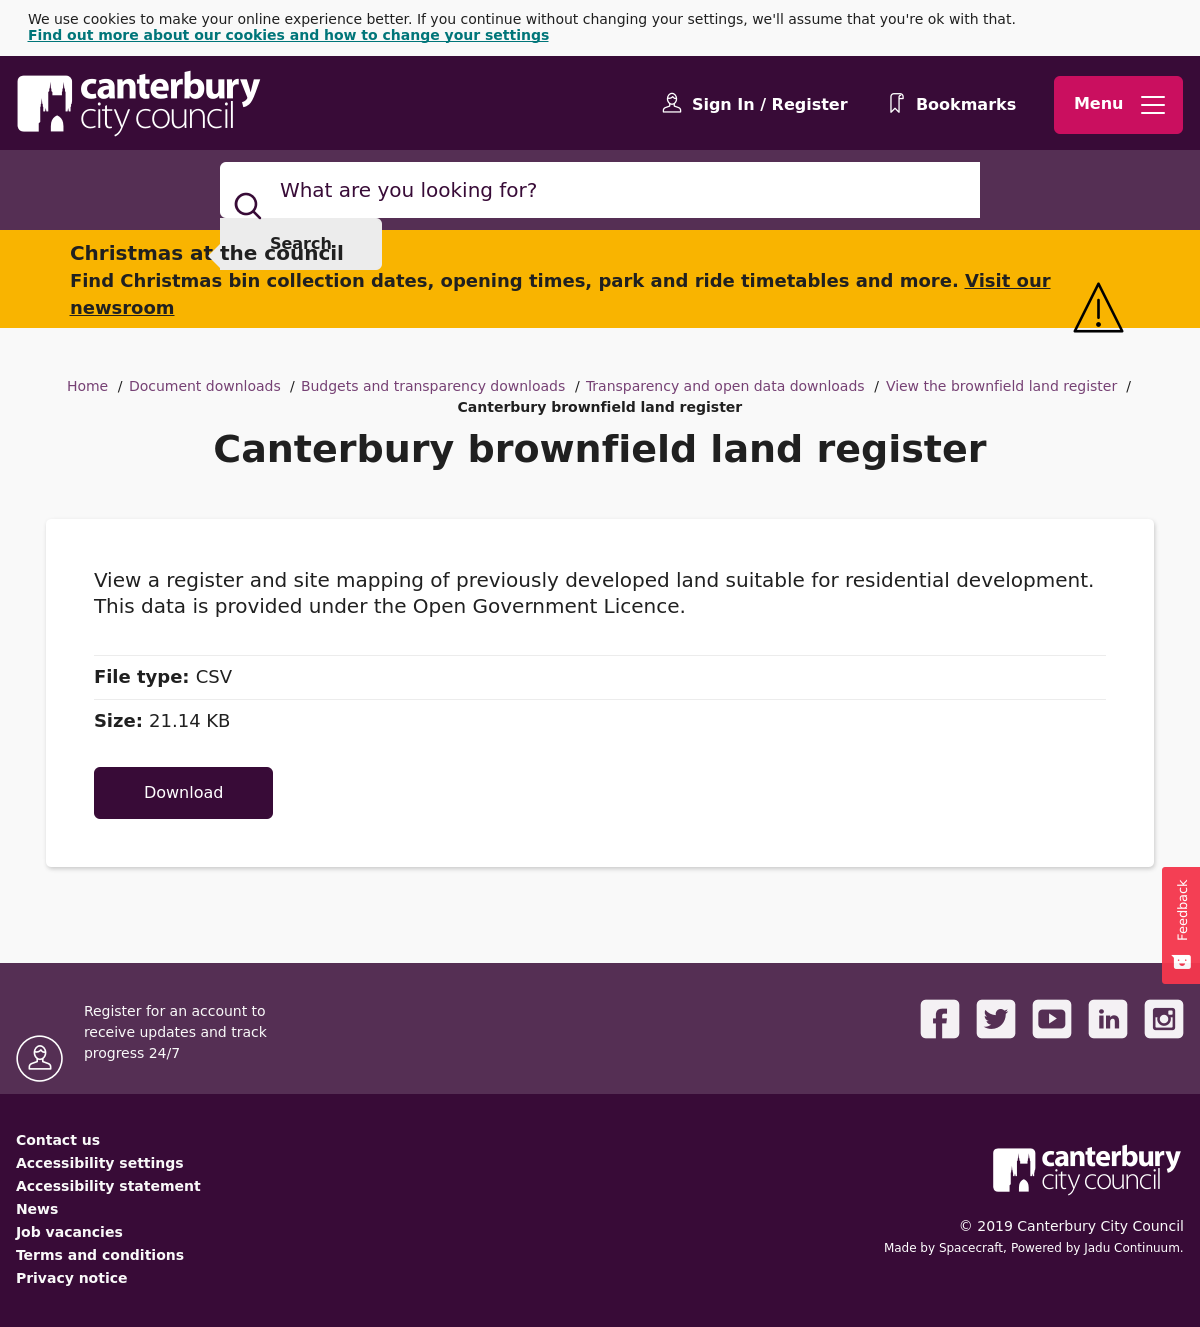 We use cookies to make your online experience better. If you continue without changing your settings, we'll assume that you're ok with that.
Find out more about our cookies and how to change your settings
canterbury
city council
Sign In / Register
Bookmarks
Menu
What are you looking for?
Search
Christmas at the council
Find Christmas bin collection dates, opening times, park and ride timetables and more. Visit our
newsroom
Home / Document downloads / Budgets and transparency downloads / Transparency and open data downloads / View the brownfield land register /
Canterbury brownfield land register
Canterbury brownfield land register
View a register and site mapping of previously developed land suitable for residential development.
This data is provided under the Open Government Licence.
File type: CSV
Size: 21.14 KB
Download
Feedback
Register for an account to
receive updates and track
progress 24/7
Contact us
Accessibility settings
Accessibility statement
News
Job vacancies
Terms and conditions
Privacy notice
canterbury
city council
© 2019 Canterbury City Council
Made by Spacecraft, Powered by Jadu Continuum.